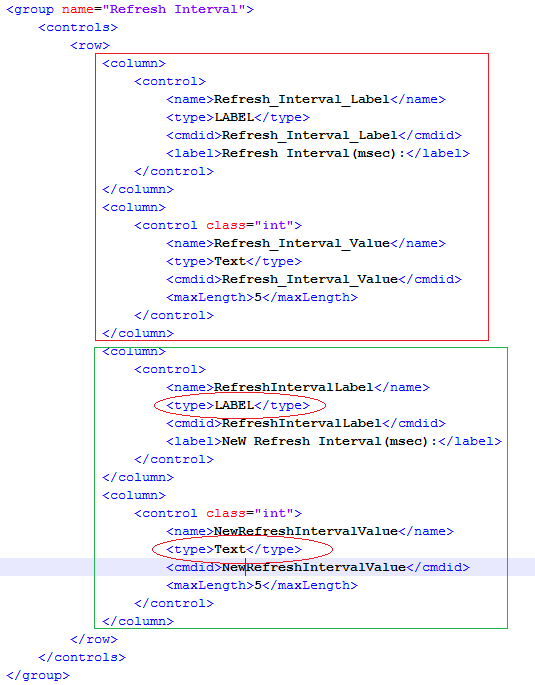 <group name="Refresh Interval">
<controls>
<row>
<column>
<control>
<name>Refresh_Interval_Label</name>
<type>LABEL</type>
<cmdid>Refresh_Interval_Label</cmdid>
<label>Refresh Interval(msec):</label>
</control>
</column>
<column>
<control class="int">
<name>Refresh_Interval_Value</name>
<type>Text</type>
<cmdid>Refresh_Interval_Value</cmdid>
<maxLength>5</maxLength>
</control>
</column>
<column>
<control>
<name>RefreshIntervalLabel</name>
<type>LABEL</type>
<cmdid>RefreshIntervalLabel</cmdid>
<label>NeW Refresh Interval(msec):</label>
</control>
</column>
<column>
<control class="int">
<name>NewRefreshIntervalValue</name>
<type>Text</type>
<cmdid>NewRefreshIntervalValue</cmdid>
<maxLength>5</maxLength>
</control>
</column>
</row>
</controls>
</group>